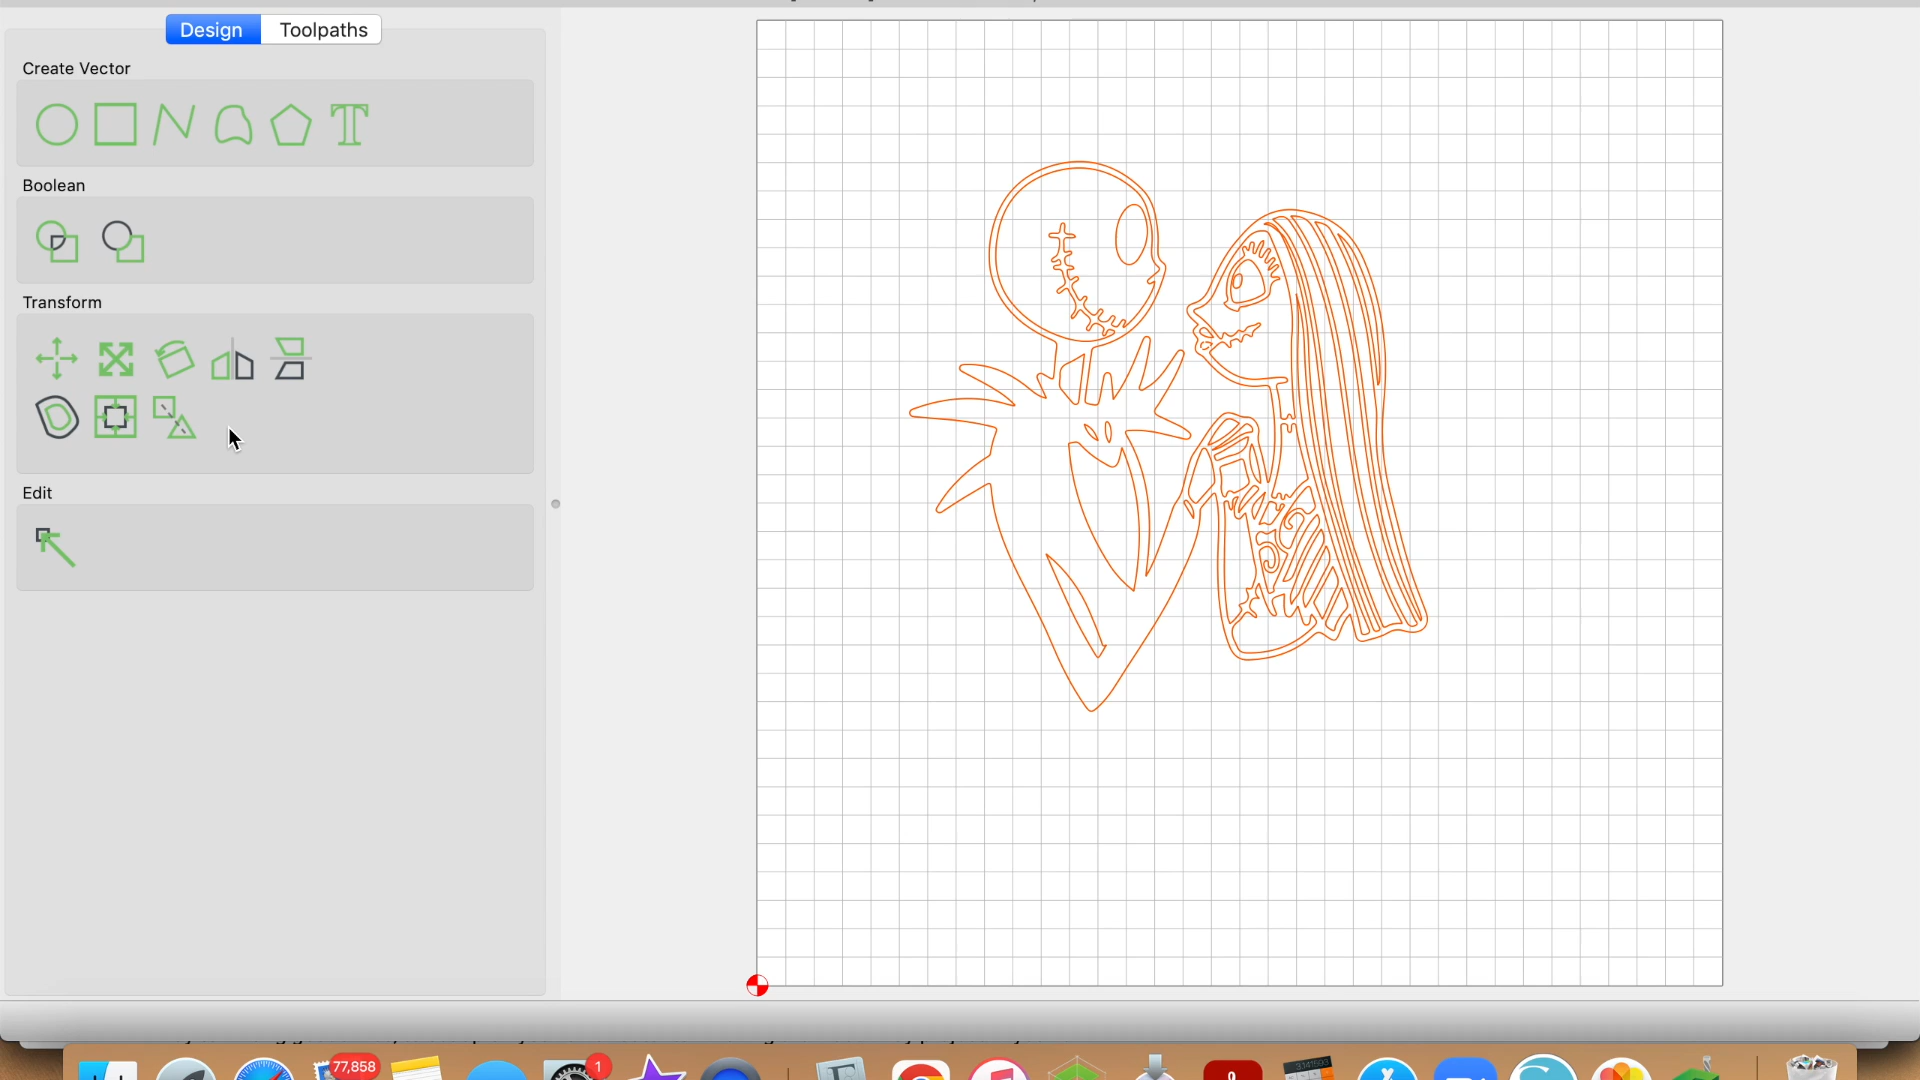 Design Toolpaths
Create Vector
Boolean
Transform
Edit
77,858
1